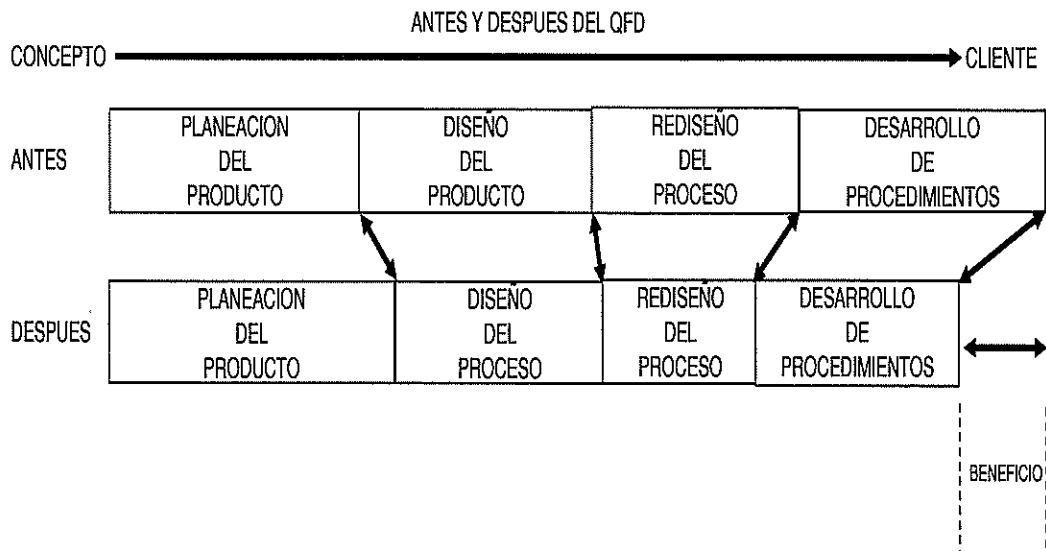 ANTES Y DESPUES DEL QFD
CONCEPTO
CLIENTE
ANTES
PLANEACION
DEL
PRODUCTO
DISEÑO
DEL
PRODUCTO
REDISEÑO
DEL
PROCESO
DESARROLLO
DE
PROCEDIMIENTOS
DESPUES
PLANEACION
DEL
PRODUCTO
DISEÑO
DEL
PROCESO
REDISEÑO
DEL
PROCESO
DESARROLLO
DE
PROCEDIMIENTOS
BENEFICIO